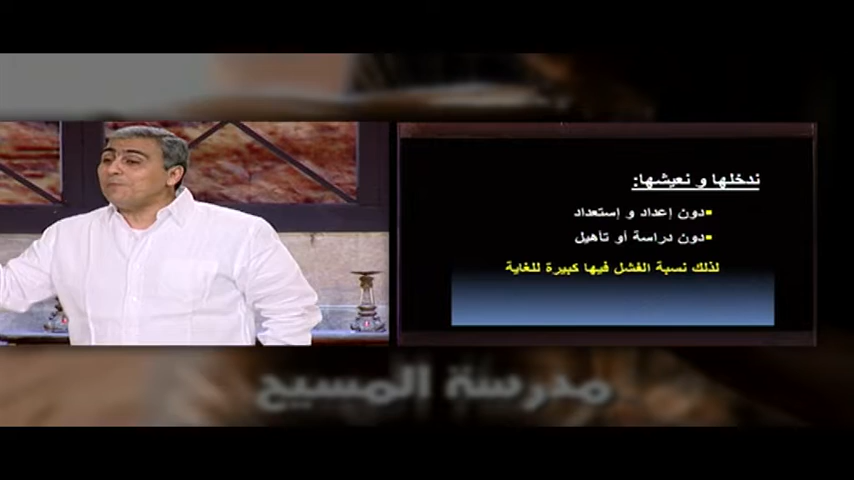 ندخلها و نعيشها:
▪دون إعداد و إستعداد
▪دون دراسة أو تأهيل
لذلك نسبة الفشل فيها كبيرة للغاية
مدرسة المسيح